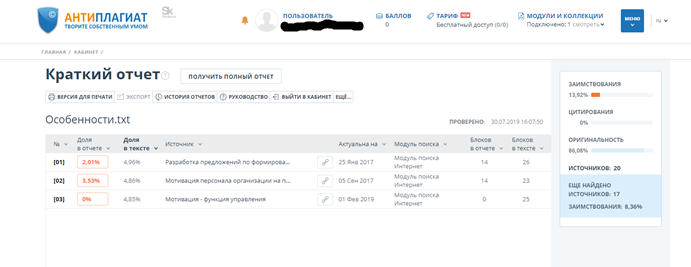 АНТИПЛАГИАТ
ТВОРИТЕ СОБСТВЕННЫМ УМОМ
Sk
ПОЛЬЗОВАТЕЛЬ
БАЛЛОВ
0
ТАРИФ NEW
Бесплатный доступ (0/0)
МОДУЛИ И КОЛЛЕКЦИИ
Подключено: 1 смотреть
МЕНЮ
ru
ГЛАВНАЯ / КАБИНЕТ /
Краткий отчет
ПОЛУЧИТЬ ПОЛНЫЙ ОТЧЕТ
ВЕРСИЯ ДЛЯ ПЕЧАТИ ЭКСПОРТ ИСТОРИЯ ОТЧЕТОВ РУКОВОДСТВО ВЫЙТИ В КАБИНЕТ ЕЩЁ...
Особенности.txt
ПРОВЕРЕНО: 30.07.2019 16:07:50
№ Доля в отчете Доля в тексте Источник Актуальна на Модуль поиска Блоков в отчете Блоков в тексте
[01] 2,01% 4,96% Разработка предложений по формирова... 25 Янв 2017 Модуль поиска Интернет 14 26
[02] 3,53% 4,86% Мотивация персонала организации на п... 05 Сен 2017 Модуль поиска Интернет 14 23
[03] 0% 4,85% Мотивация - функция управления 01 Фев 2019 Модуль поиска Интернет 0 25
ЗАИМСТВОВАНИЯ
13,92%
ЦИТИРОВАНИЯ
0%
ОРИГИНАЛЬНОСТЬ
86,08%
ИСТОЧНИКОВ: 20
ЕЩЕ НАЙДЕНО
ИСТОЧНИКОВ: 17
ЗАИМСТВОВАНИЯ: 8,36%